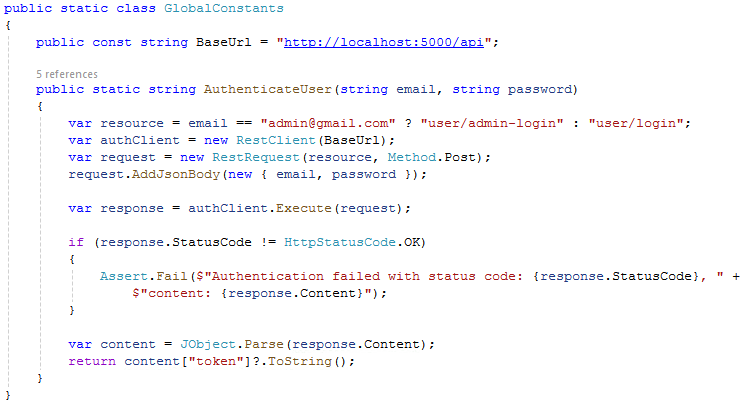 public static class GlobalConstants
{
    public const string BaseUrl = "http://localhost:5000/api";

    5 references
    public static string AuthenticateUser(string email, string password)
    {
        var resource = email == "admin@gmail.com" ? "user/admin-login" : "user/login";
        var authClient = new RestClient(BaseUrl);
        var request = new RestRequest(resource, Method.Post);
        request.AddJsonBody(new { email, password });

        var response = authClient.Execute(request);

        if (response.StatusCode != HttpStatusCode.OK)
        {
            Assert.Fail($"Authentication failed with status code: {response.StatusCode}, " +
                $"content: {response.Content}");
        }

        var content = JObject.Parse(response.Content);
        return content["token"]?.ToString();
    }
}